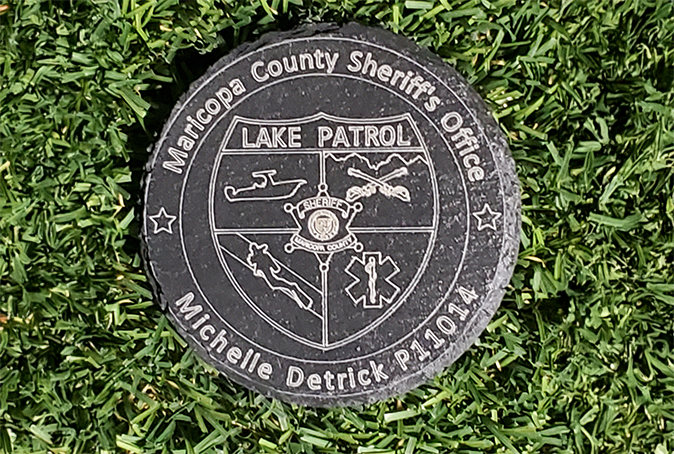 Maricopa County Sheriff's Office
LAKE PATROL
SHERIFF
MARICOPA COUNTY
Michelle Detrick P11014